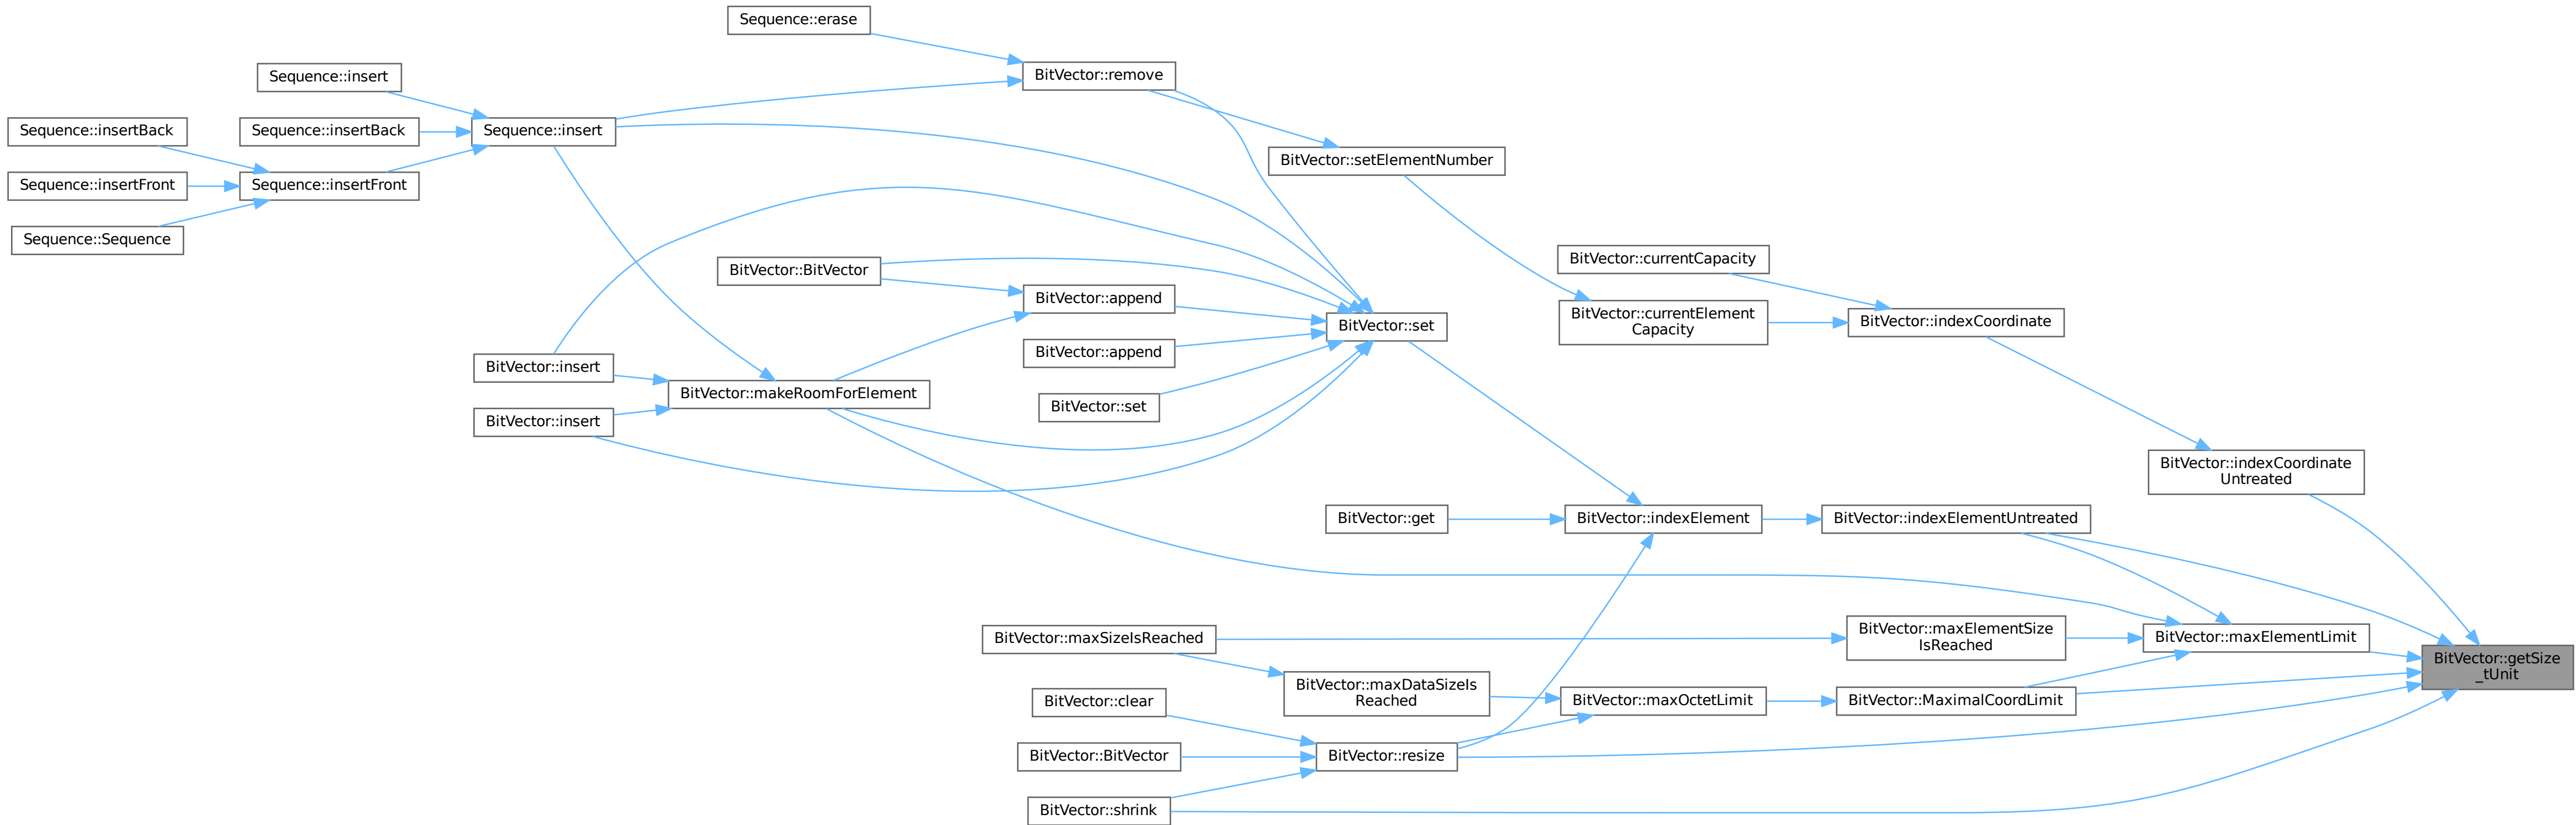 Sequence::erase
BitVector::remove
Sequence::insert
Sequence::insertBack
Sequence::insertBack
Sequence::insert
BitVector::setElementNumber
Sequence::insertFront
Sequence::insertFront
Sequence::Sequence
BitVector::currentCapacity
BitVector::BitVector
BitVector::append
BitVector::set
BitVector::currentElement
Capacity
BitVector::indexCoordinate
BitVector::append
BitVector::insert
BitVector::makeRoomForElement
BitVector::set
BitVector::insert
BitVector::indexCoordinate
Untreated
BitVector::get
BitVector::indexElement
BitVector::indexElementUntreated
BitVector::maxSizeIsReached
BitVector::maxElementSize
IsReached
BitVector::maxElementLimit
BitVector::getSize
_tUnit
BitVector::maxDataSizeIs
Reached
BitVector::clear
BitVector::maxOctetLimit
BitVector::MaximalCoordLimit
BitVector::BitVector
BitVector::resize
BitVector::shrink